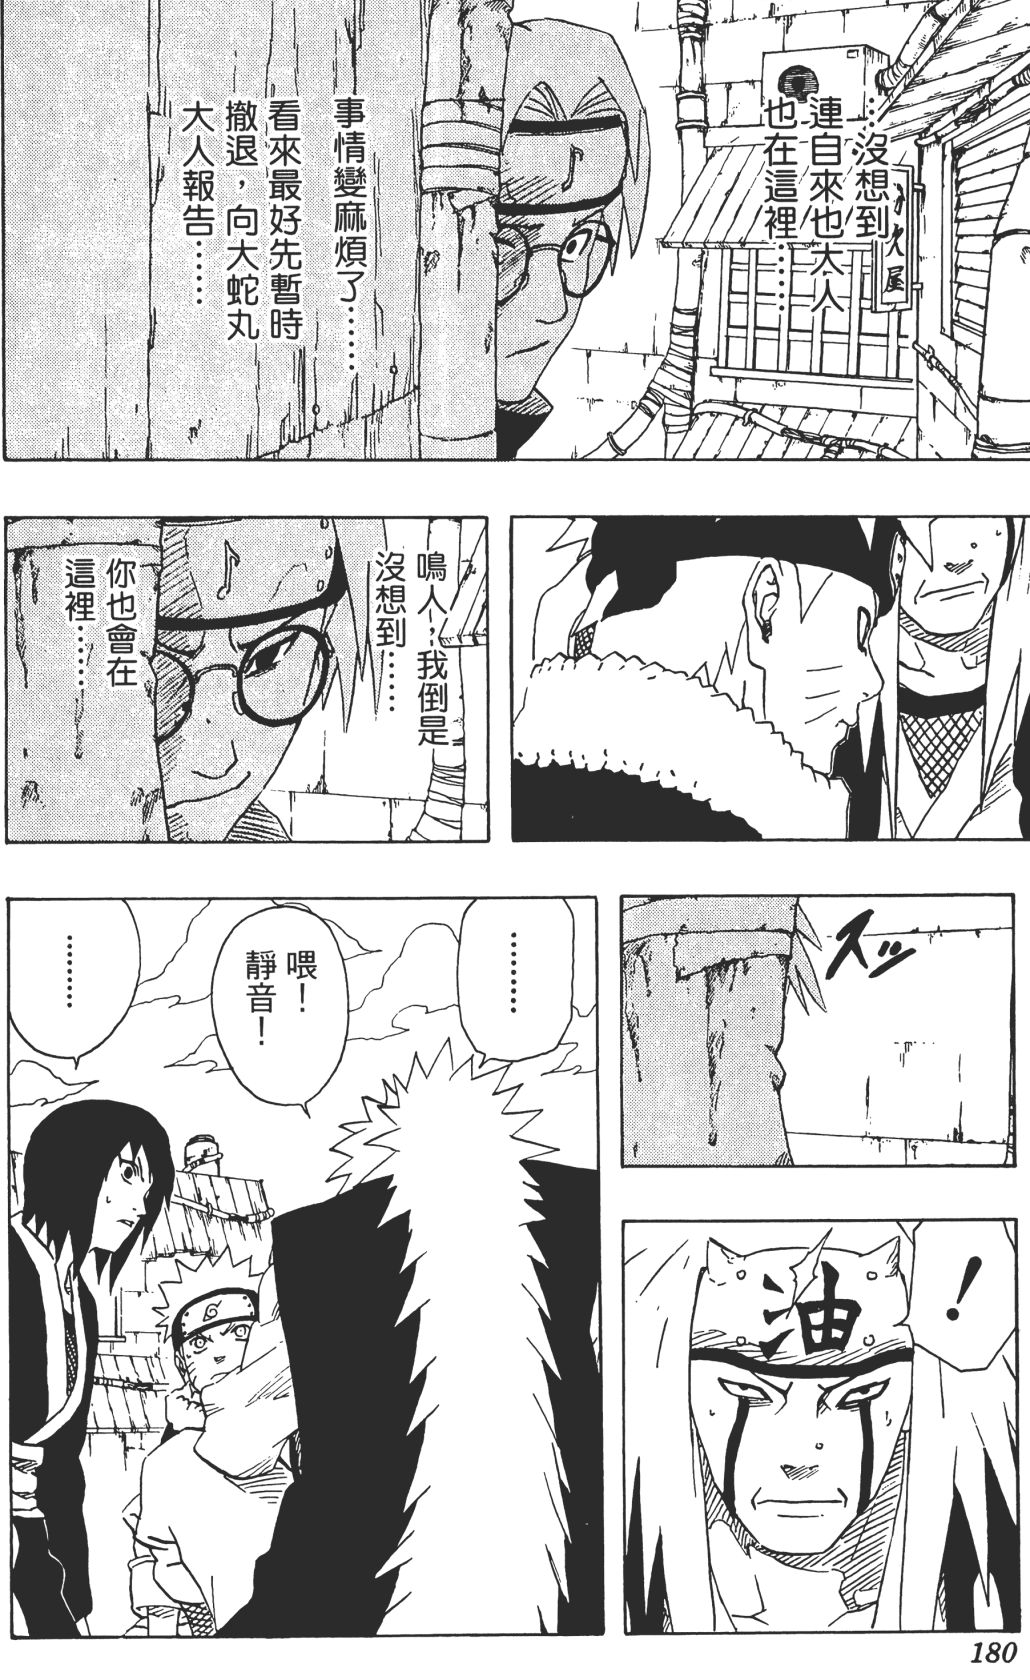 …沒想到
連自來也大人
也在這裡……
屋
事情變麻煩了……
看來最好先暫時
撤退，向大蛇丸
大人報告……
鳴人，我倒是
沒想到……
你也會在
這裡……
スッ
！
油
……
喂！
靜音！
……
180